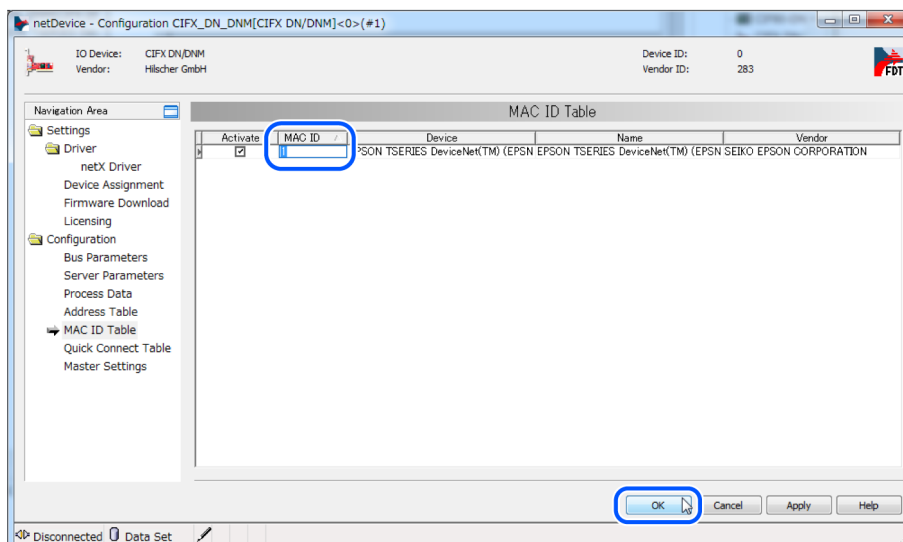 netDevice - Configuration CIFX_DN_DNM[CIFX DN/DNM]<0>(#1)
IO Device: CIFX DN/DNM Device ID: 0
Vendor: Hilscher GmbH Vendor ID: 283
FDT
Navigation Area
MAC ID Table
Settings
Driver
netX Driver
Device Assignment
Firmware Download
Licensing
Configuration
Bus Parameters
Server Parameters
Process Data
Address Table
MAC ID Table
Quick Connect Table
Master Settings
Activate MAC ID / Device Name Vendor
1 PSON TSERIES DeviceNet(TM) (EPSN EPSON TSERIES DeviceNet(TM) (EPSN SEIKO EPSON CORPORATION
OK Cancel Apply Help
Disconnected Data Set